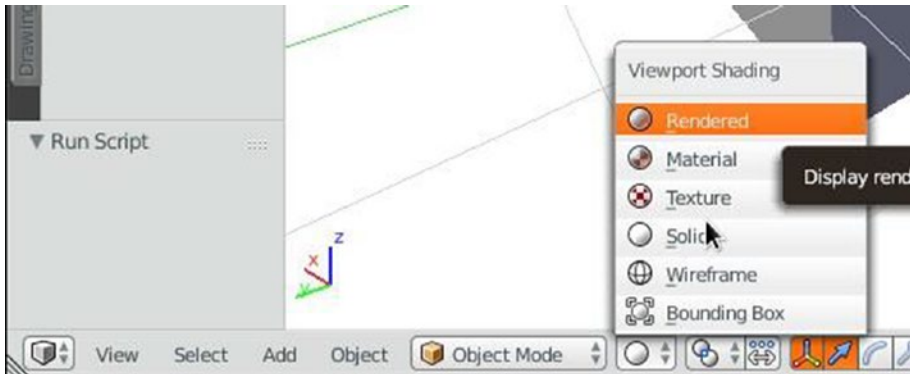 Drawing
Run Script
z
x
y
Viewport Shading
Rendered
Material
Texture
Display rend
Solid
Wireframe
Bounding Box
View Select Add Object Object Mode